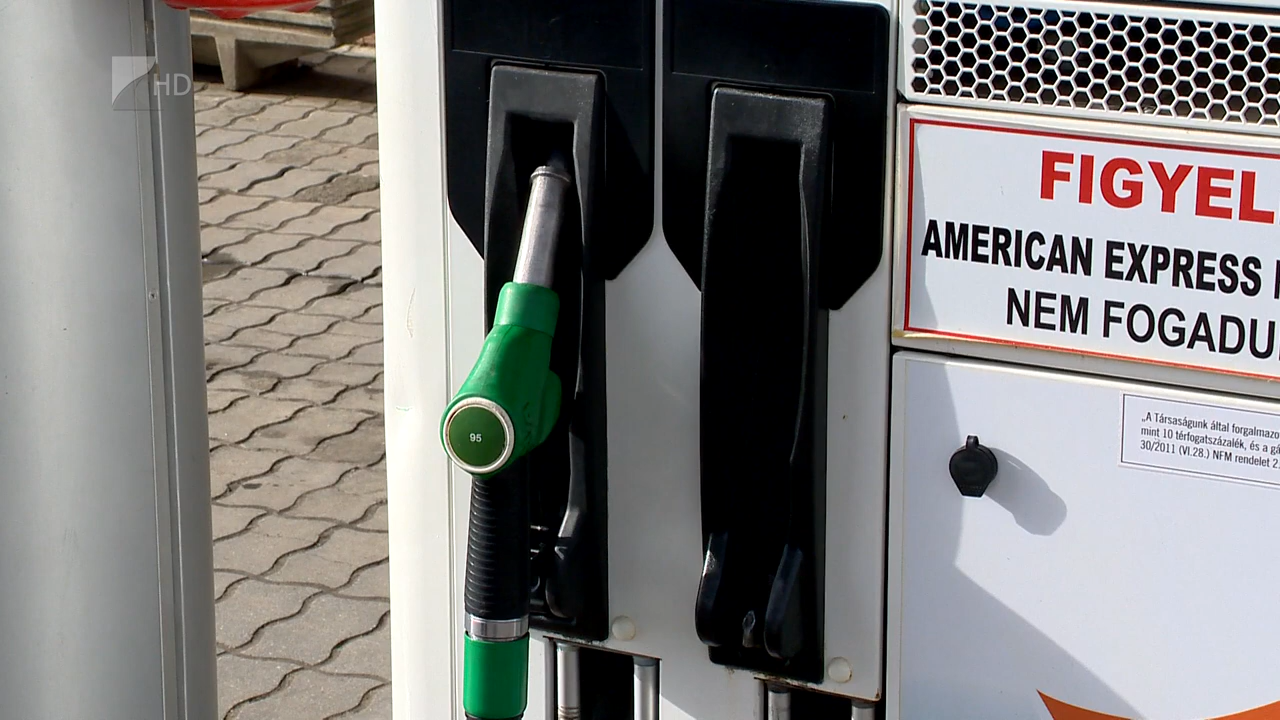 HD
FIGYEL
AMERICAN EXPRESS
NEM FOGADU
95
„A Társaságunk által forgalmazo
mint 10 térfogatszázalék, és a gá
30/2011 (VI.28.) NFM rendelet 2